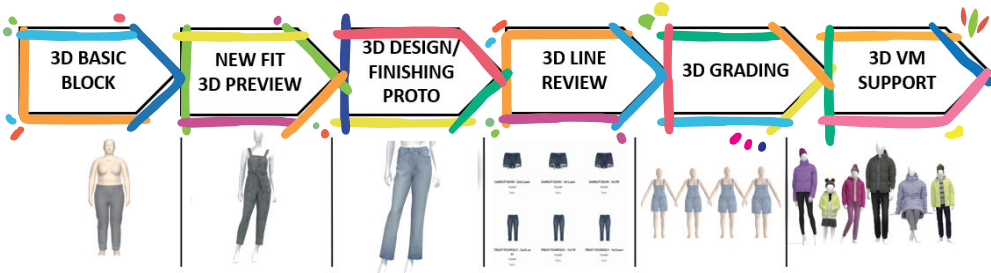 3D BASIC
BLOCK
NEW FIT
3D PREVIEW
3D DESIGN/
FINISHING
PROTO
3D LINE
REVIEW
3D GRADING
3D VM
SUPPORT